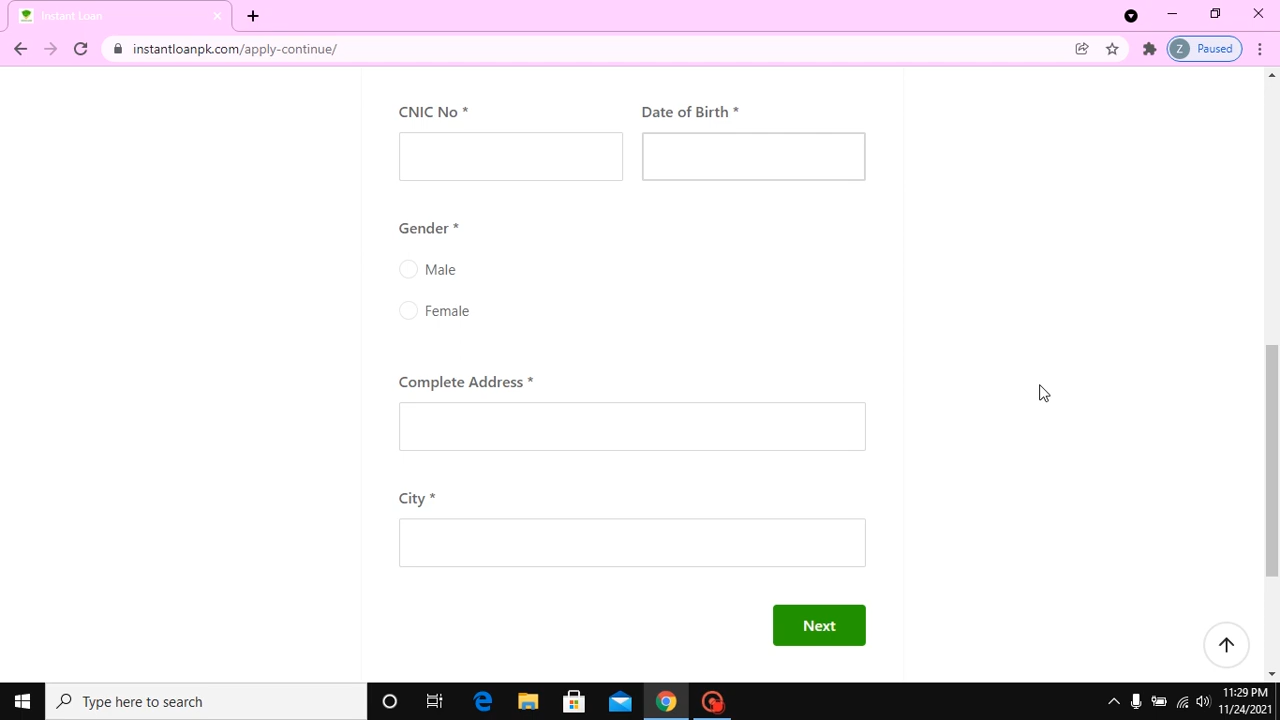 Instant Loan
instantloanpk.com/apply-continue/
Z Paused
CNIC No * Date of Birth *
Gender *
Male
Female
Complete Address *
City *
Next
Type here to search
11:29 PM
11/24/2021